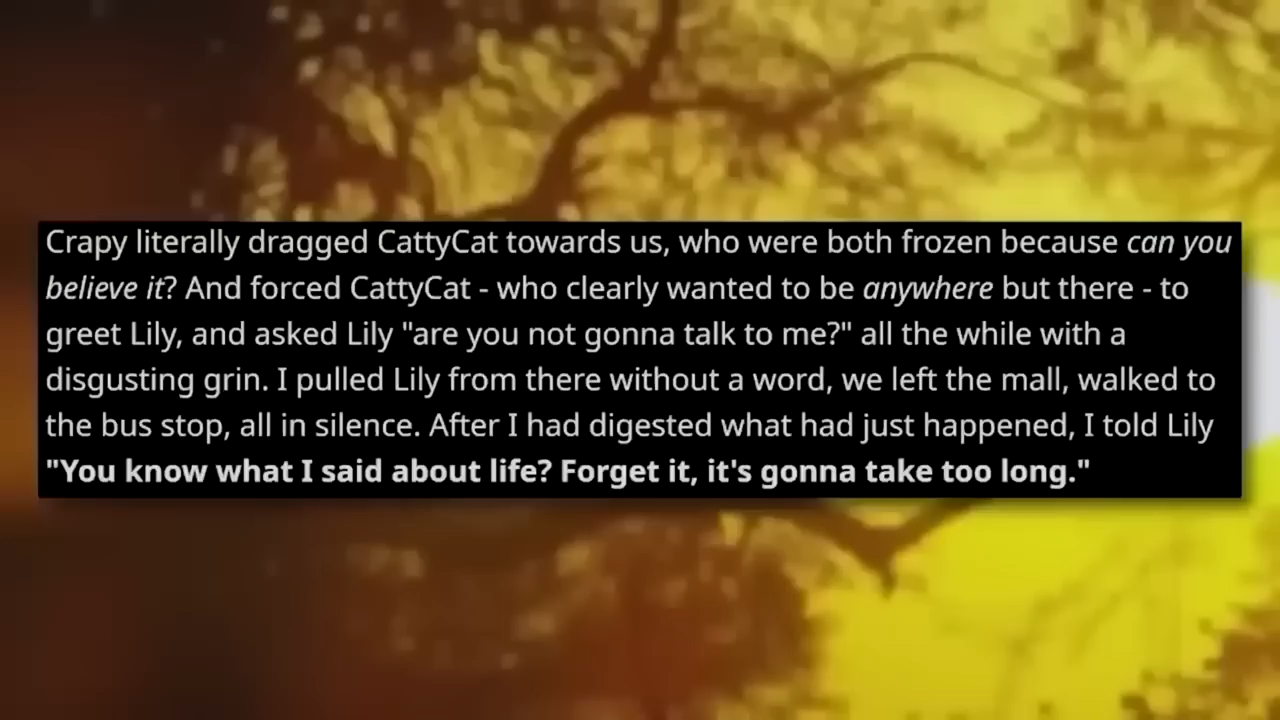 Crapy literally dragged CattyCat towards us, who were both frozen because can you
believe it? And forced CattyCat - who clearly wanted to be anywhere but there - to
greet Lily, and asked Lily "are you not gonna talk to me?" all the while with a
disgusting grin. I pulled Lily from there without a word, we left the mall, walked to
the bus stop, all in silence. After I had digested what had just happened, I told Lily
"You know what I said about life? Forget it, it's gonna take too long."